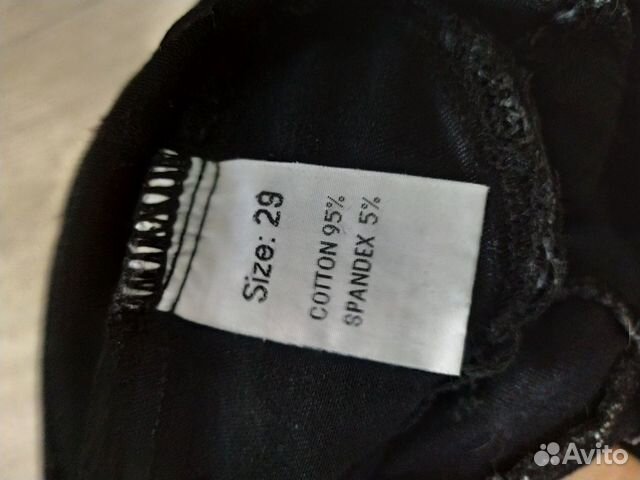 Size: 29
COTTON 95%
SPANDEX 5%
Avito